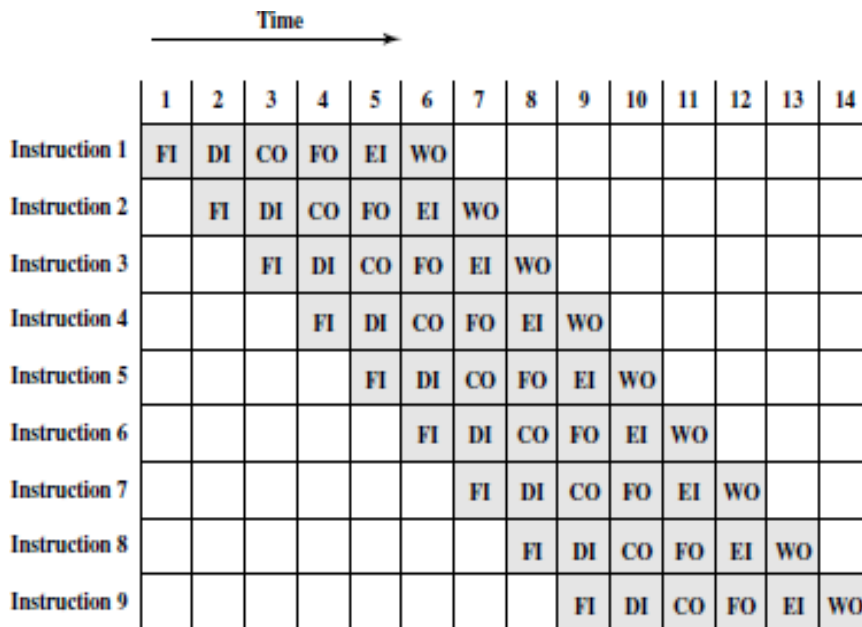 Time
1 2 3 4 5 6 7 8 9 10 11 12 13 14
Instruction 1 FI DI CO FO EI WO
Instruction 2 FI DI CO FO EI WO
Instruction 3 FI DI CO FO EI WO
Instruction 4 FI DI CO FO EI WO
Instruction 5 FI DI CO FO EI WO
Instruction 6 FI DI CO FO EI WO
Instruction 7 FI DI CO FO EI WO
Instruction 8 FI DI CO FO EI WO
Instruction 9 FI DI CO FO EI WO